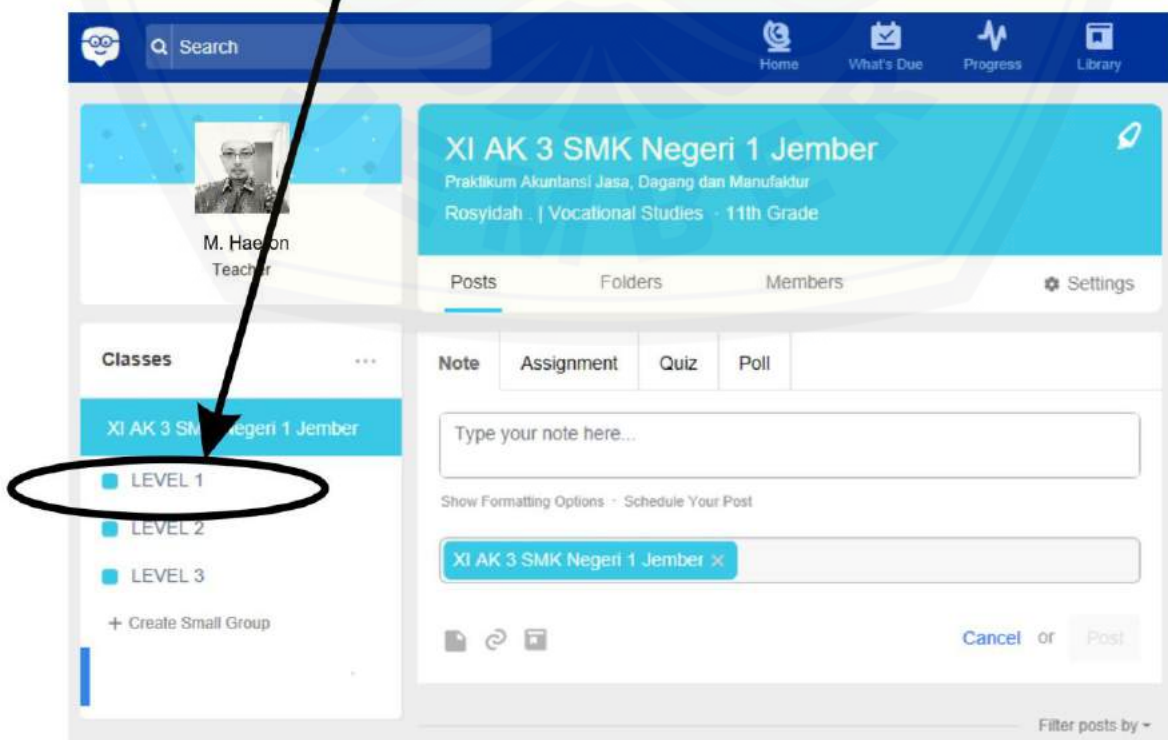 Search
Home
What's Due
Progress
Library
M. Hae on
Teacher
XI AK 3 SMK Negeri 1 Jember
Praktikum Akuntansi Jasa, Dagang dan Manufaktur
Rosyidah . | Vocational Studies · 11th Grade
Posts
Folders
Members
Settings
Classes
...
XI AK 3 SM Negeri 1 Jember
LEVEL 1
LEVEL 2
LEVEL 3
+ Create Small Group
Note
Assignment
Quiz
Poll
Type your note here...
Show Formatting Options · Schedule Your Post
XI AK 3 SMK Negeri 1 Jember ×
Cancel or Post
Filter posts by